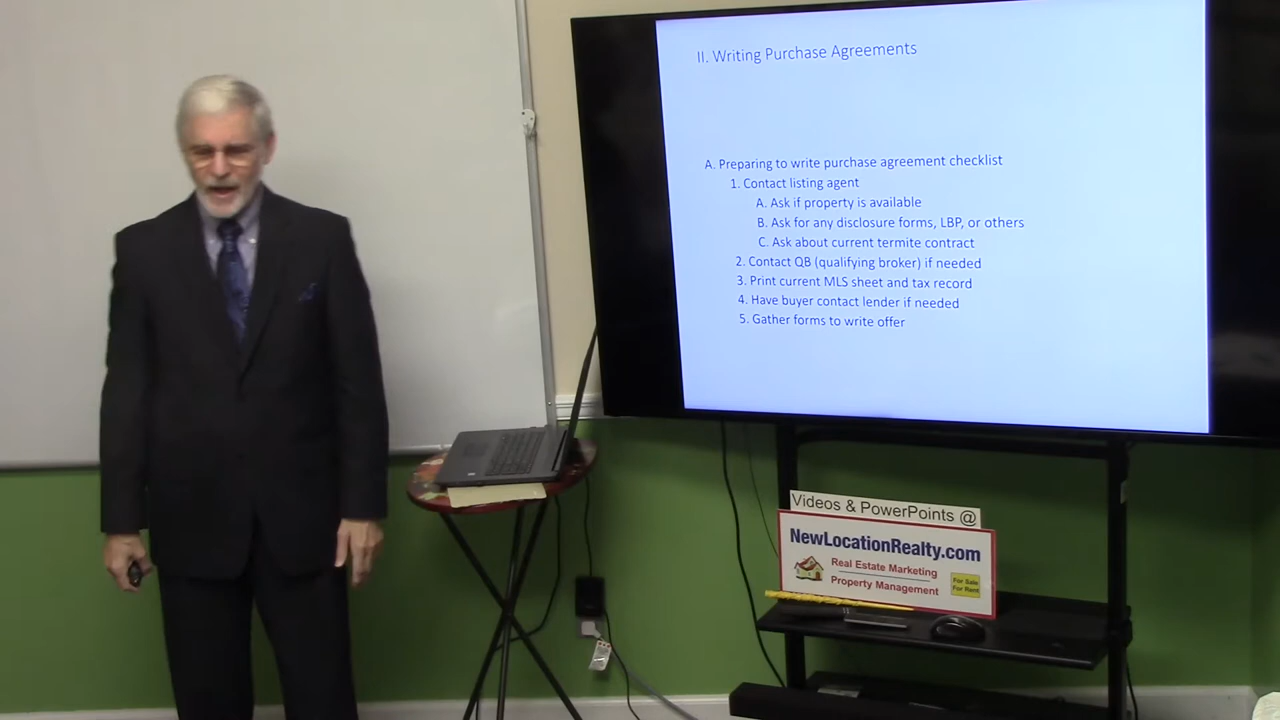 II. Writing Purchase Agreements
A. Preparing to write purchase agreement checklist
1. Contact listing agent
A. Ask if property is available
B. Ask for any disclosure forms, LBP, or others
C. Ask about current termite contract
2. Contact QB (qualifying broker) if needed
3. Print current MLS sheet and tax record
4. Have buyer contact lender if needed
5. Gather forms to write offer
Videos & PowerPoints @
NewLocationRealty.com
Real Estate Marketing
Property Management
For Sale
For Rent